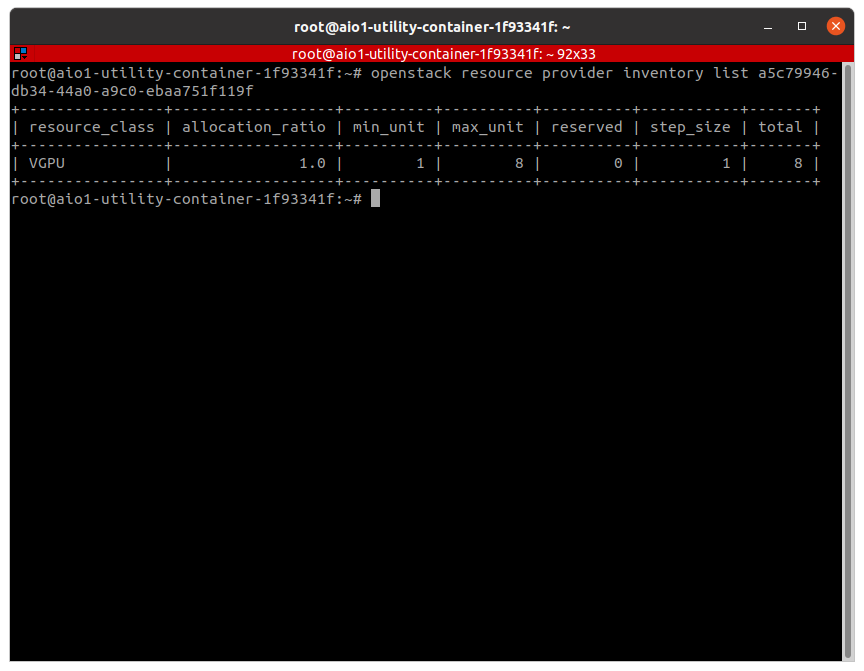 root@aio1-utility-container-1f93341f: ~
root@aio1-utility-container-1f93341f: ~ 92x33
root@aio1-utility-container-1f93341f:~# openstack resource provider inventory list a5c79946-
db34-44a0-a9c0-ebaa751f119f
+----------------+------------------+----------+----------+----------+-----------+-------+
| resource_class | allocation_ratio | min_unit | max_unit | reserved | step_size | total |
+----------------+------------------+----------+----------+----------+-----------+-------+
| VGPU           |              1.0 |        1 |        8 |        0 |         1 |     8 |
+----------------+------------------+----------+----------+----------+-----------+-------+
root@aio1-utility-container-1f93341f:~#